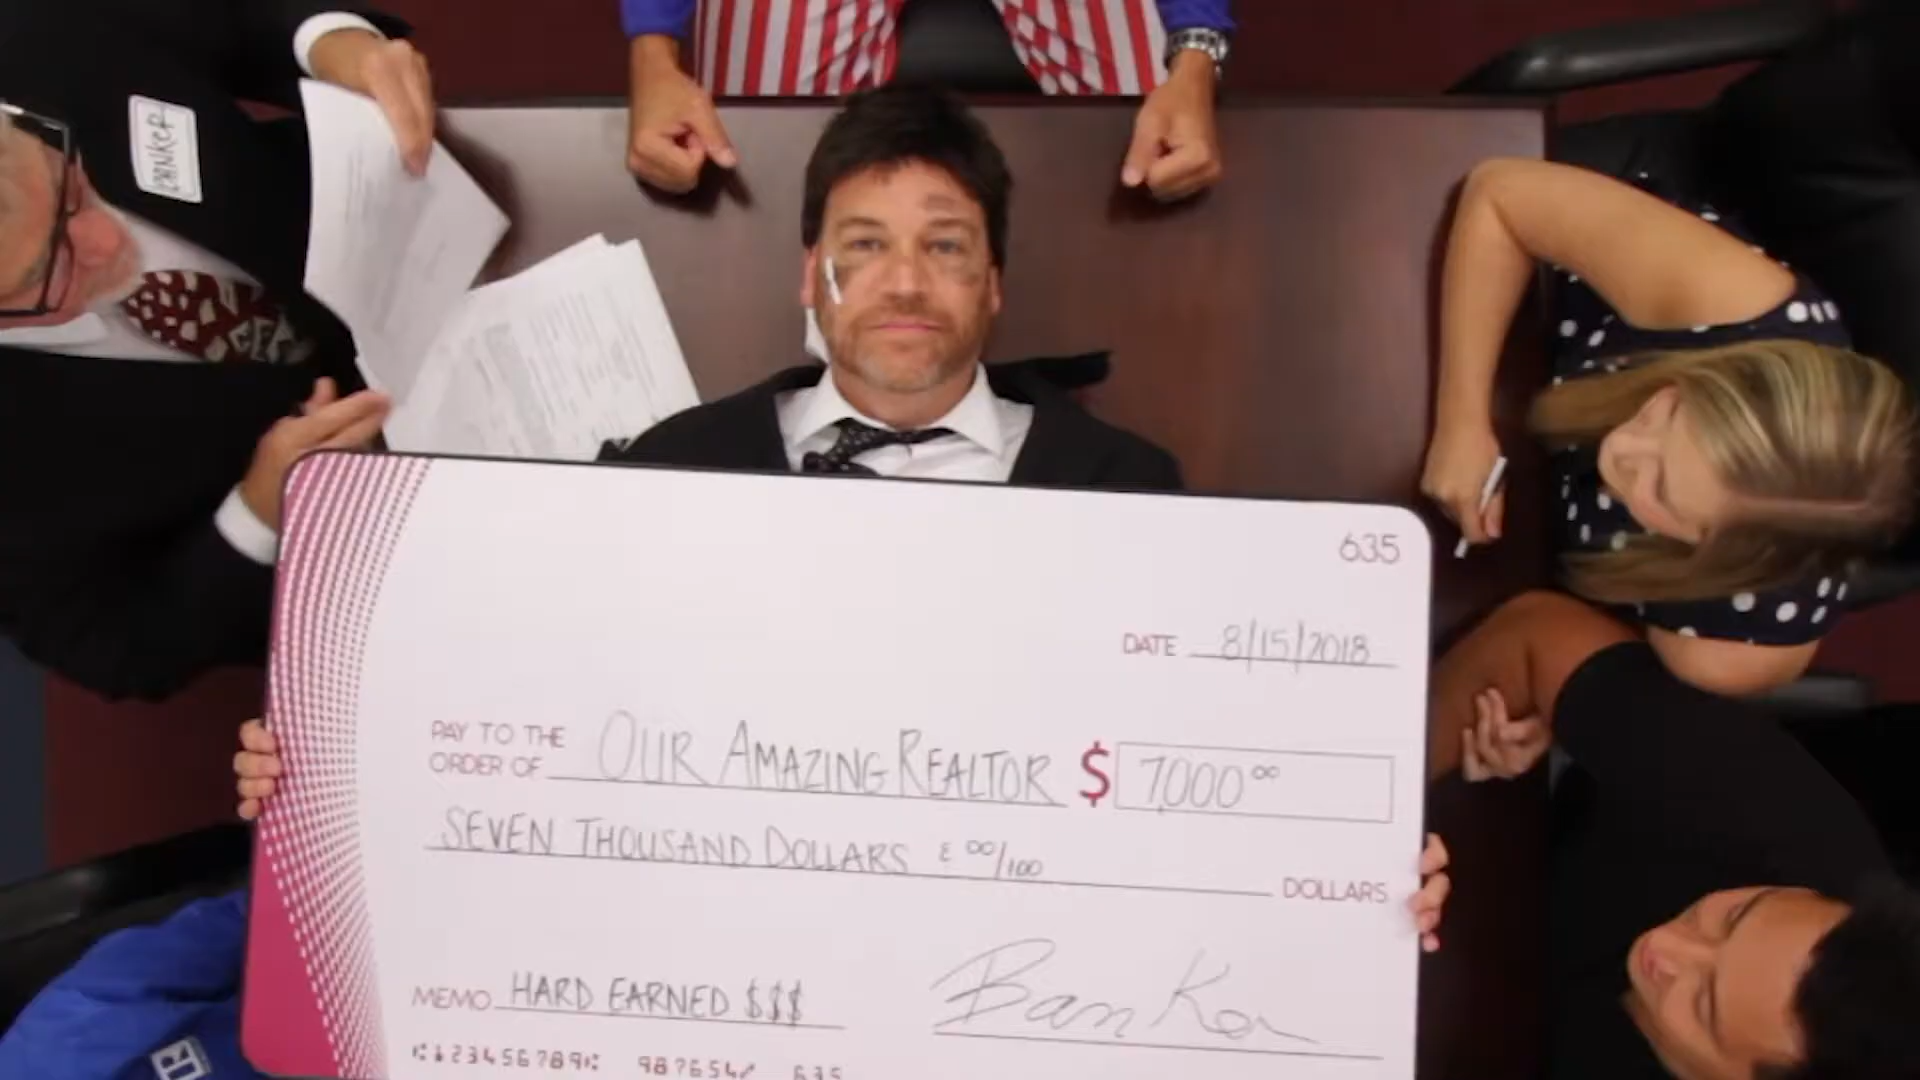 BANKER
635
DATE 8/15/2018
PAY TO THE
ORDER OF OUR AMAZING REALTOR $ 7,000 00
SEVEN THOUSAND DOLLARS & 00/100
DOLLARS
MEMO HARD EARNED $$$ Banker
⑆123456789⑆ 987654⑈ 635
R